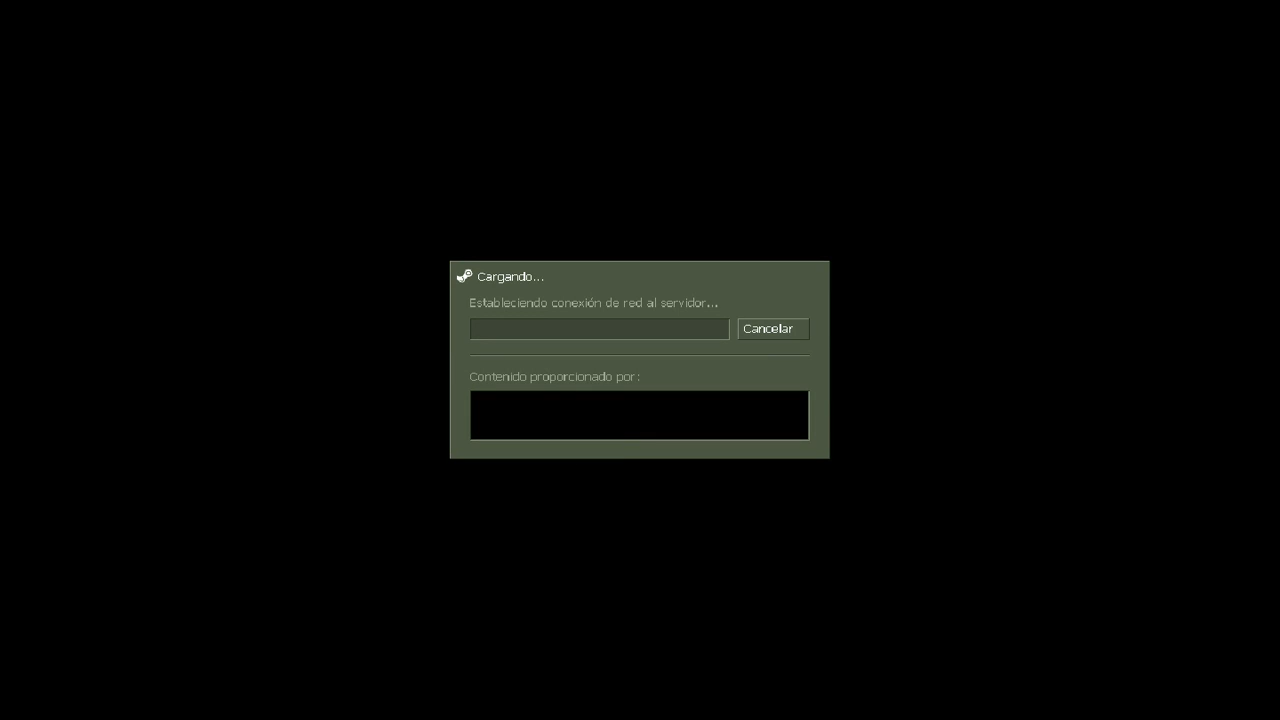 Cargando...
Estableciendo conexión de red al servidor...
Cancelar
Contenido proporcionado por: